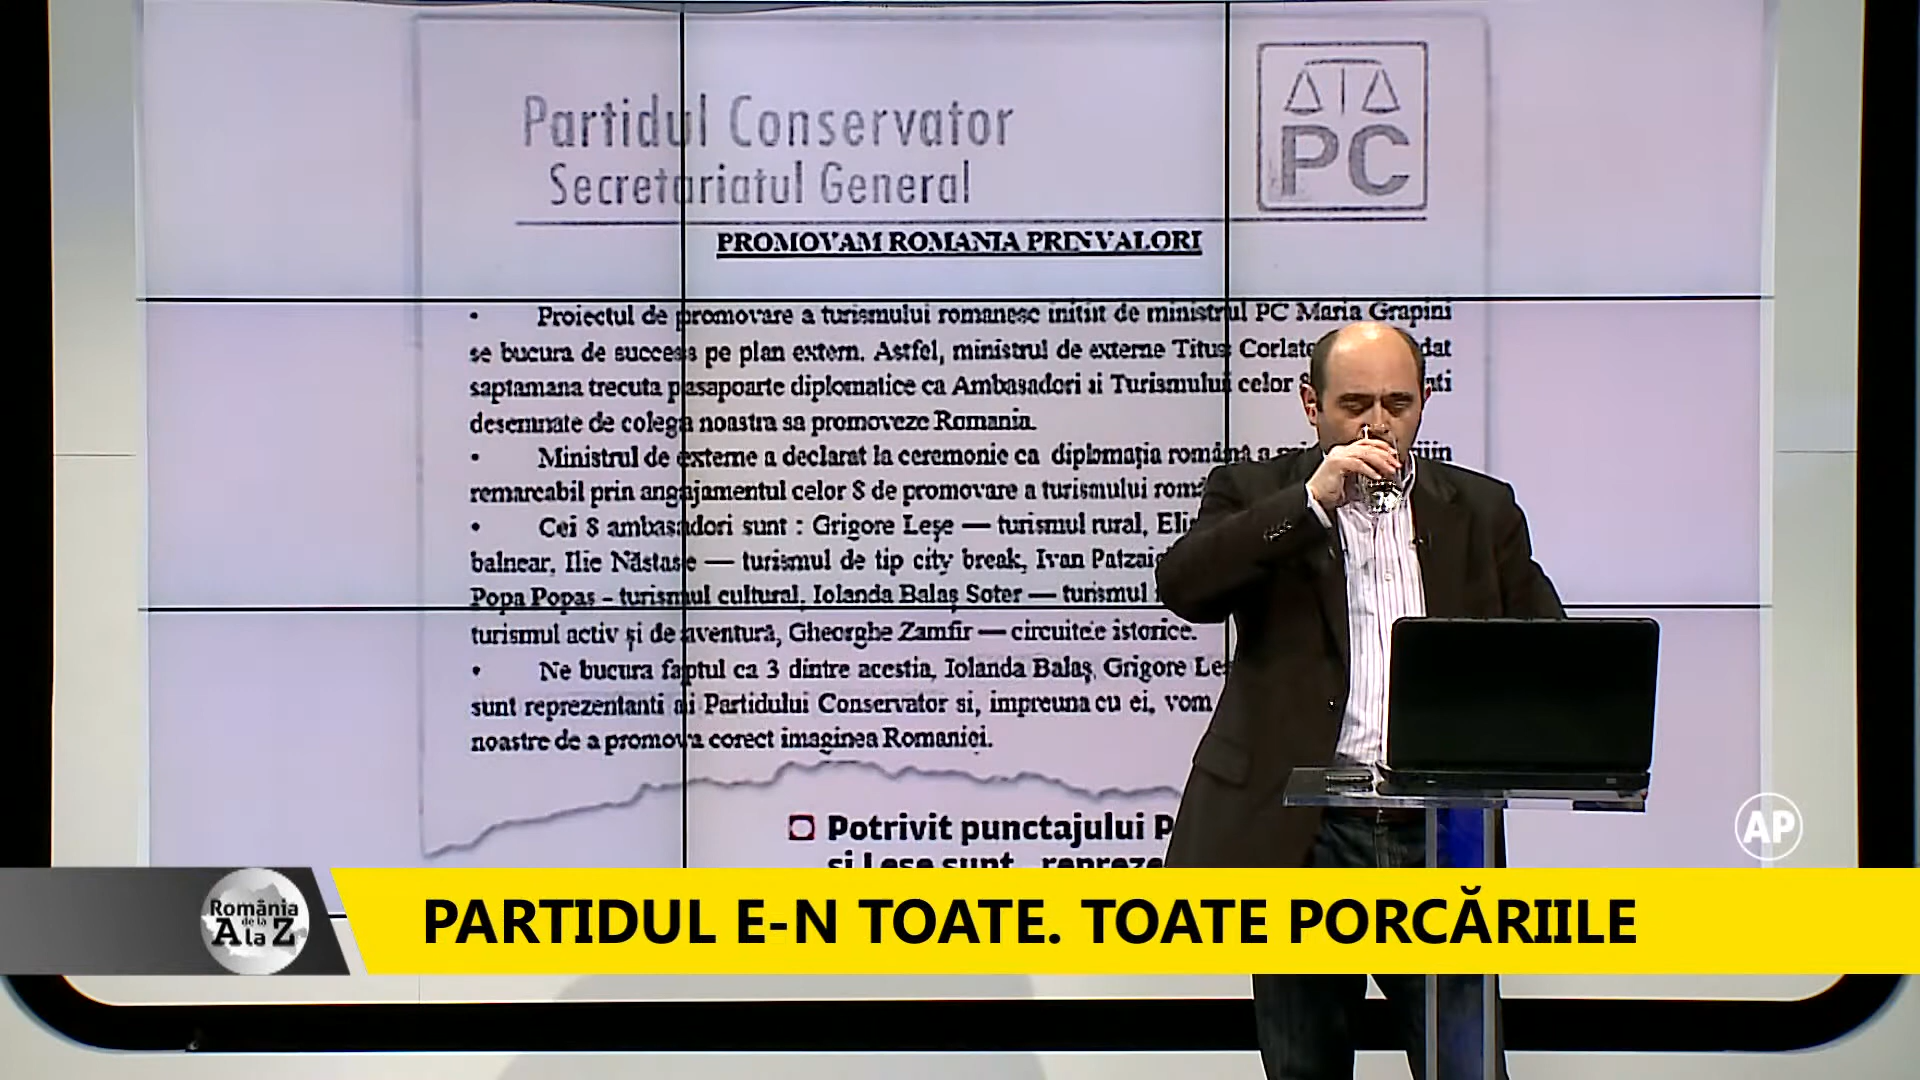 Partidul Conservator
Secretariatul General
PC
PROMOVAM ROMANIA PRIN VALORI
• Proiectul de promovare a turismului romanesc initiit de ministrul PC Maria Grapini
se bucura de success pe plan extern. Astfel, ministrul de externe Titus dat
saptamana trecuta pasapoarte diplomatice ca Ambasadori ai Turismului celor 8
desemnate de colega noastra sa promoveze Romania.
• Ministrul de externe a declarat la ceremonie ca diplomația română a
remarcabil prin angajamentul celor 8 de promovare a turismului
• Cei 8 ambasadori sunt : Grigore Leșe — turismul rural,
balnear, Ilie Năstase — turismul de tip city break, Ivan
Popa Popas - turismul cultural, Iolanda Balaș Soter — turismul
turismul activ și de aventură, Gheorghe Zamfir — circuitele istorice.
• Ne bucura faptul ca 3 dintre acestia, Iolanda Balaș, Grigore
sunt reprezentanti ai Partidului Conservator si, impreuna cu ei, vom
noastre de a promova corect imaginea Romaniei.
Potrivit punctajului
și Leșe sunt
AP
România
de la
A la Z
PARTIDUL E-N TOATE. TOATE PORCĂRIILE